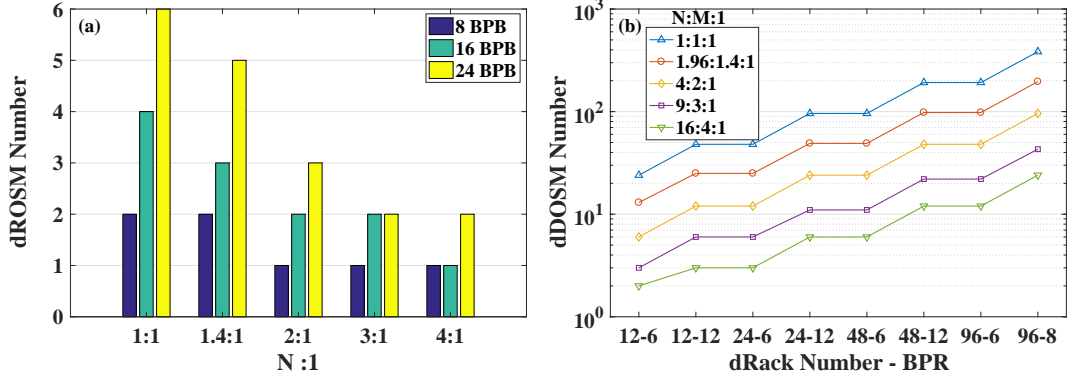 (a)
8 BPB
16 BPB
24 BPB
dROSM Number
6
5
4
3
2
1
0
1:1
1.4:1
2:1
3:1
4:1
N :1
(b)
N:M:1
1:1:1
1.96:1.4:1
4:2:1
9:3:1
16:4:1
dDOSM Number
10^3
10^2
10^1
10^0
12-6
12-12
24-6
24-12
48-6
48-12
96-6
96-8
dRack Number - BPR